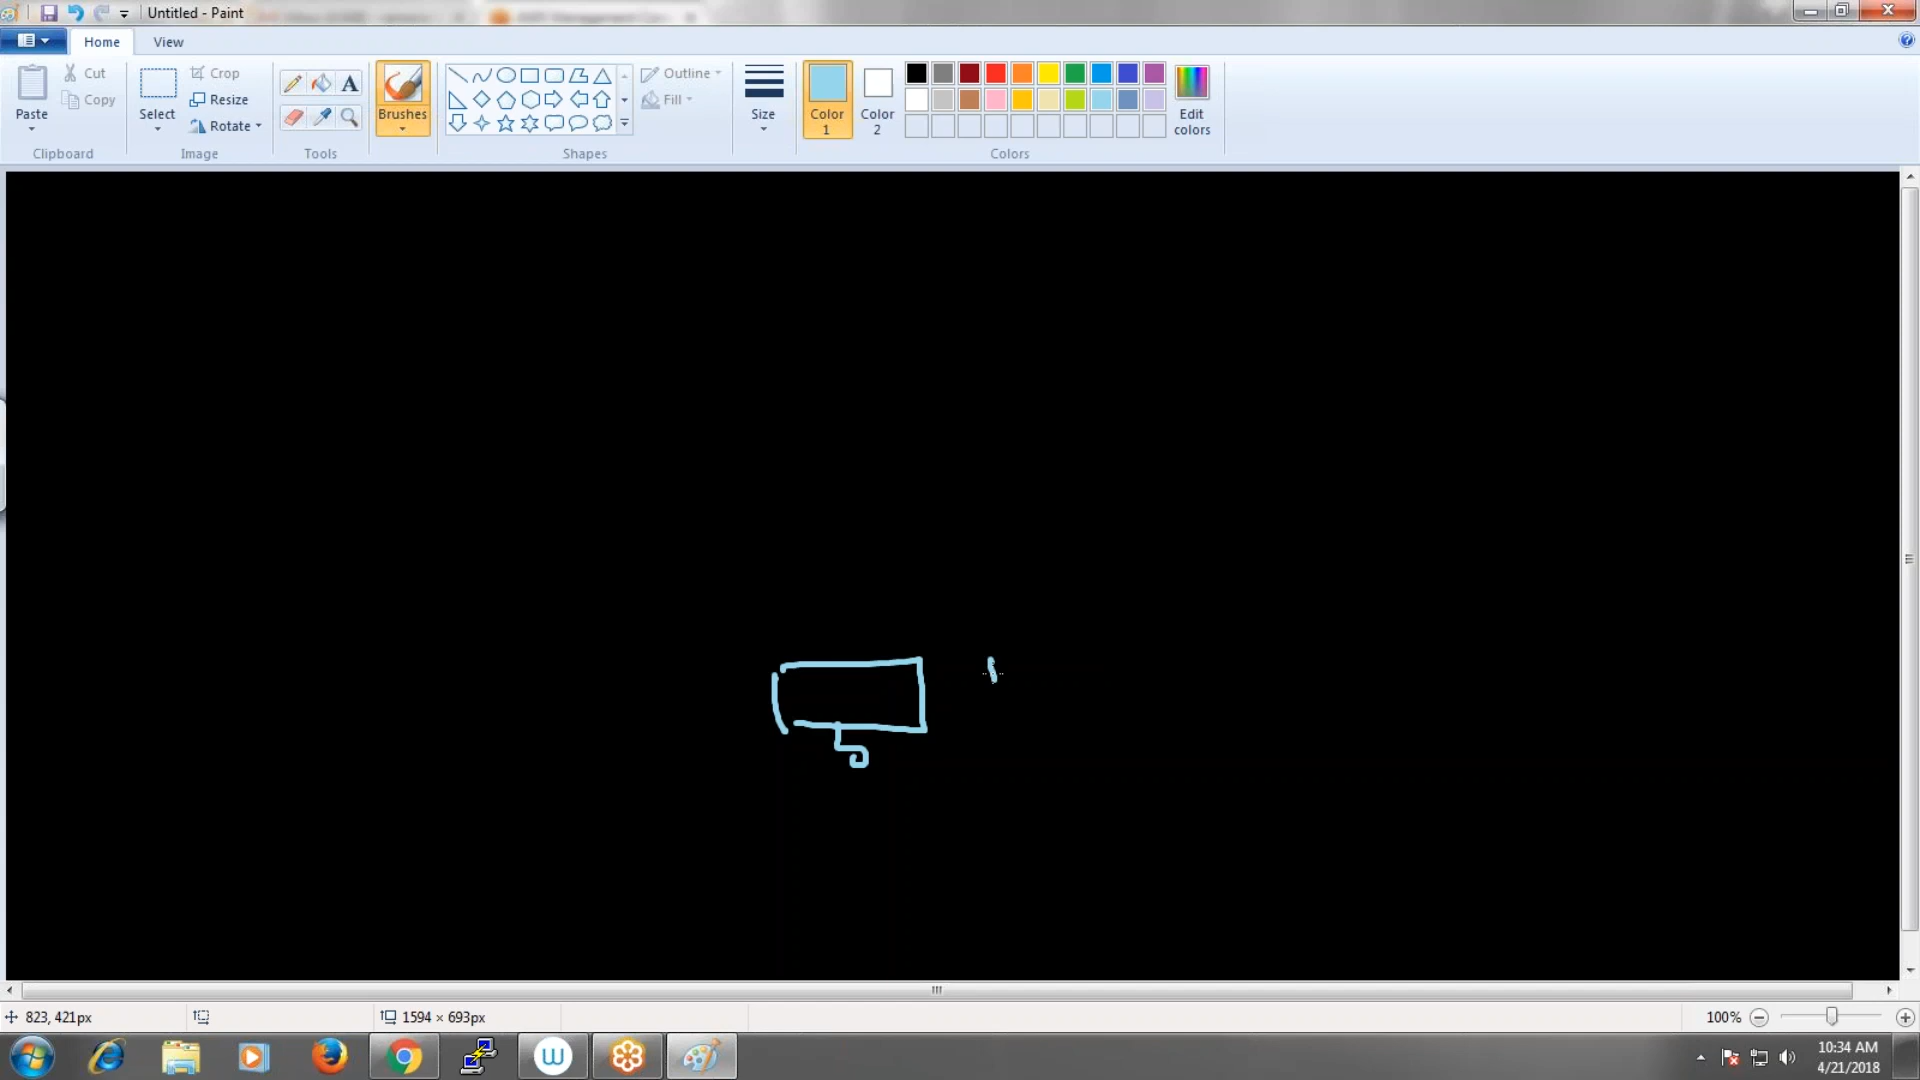 Untitled - Paint
Home
View
Paste
Cut
Copy
Clipboard
Select
Crop
Resize
Rotate
Image
A
Tools
Brushes
Shapes
Outline
Fill
Size
Color
1
Color
2
Colors
Edit
colors
823, 421px
1594 × 693px
100%
10:34 AM
4/21/2018